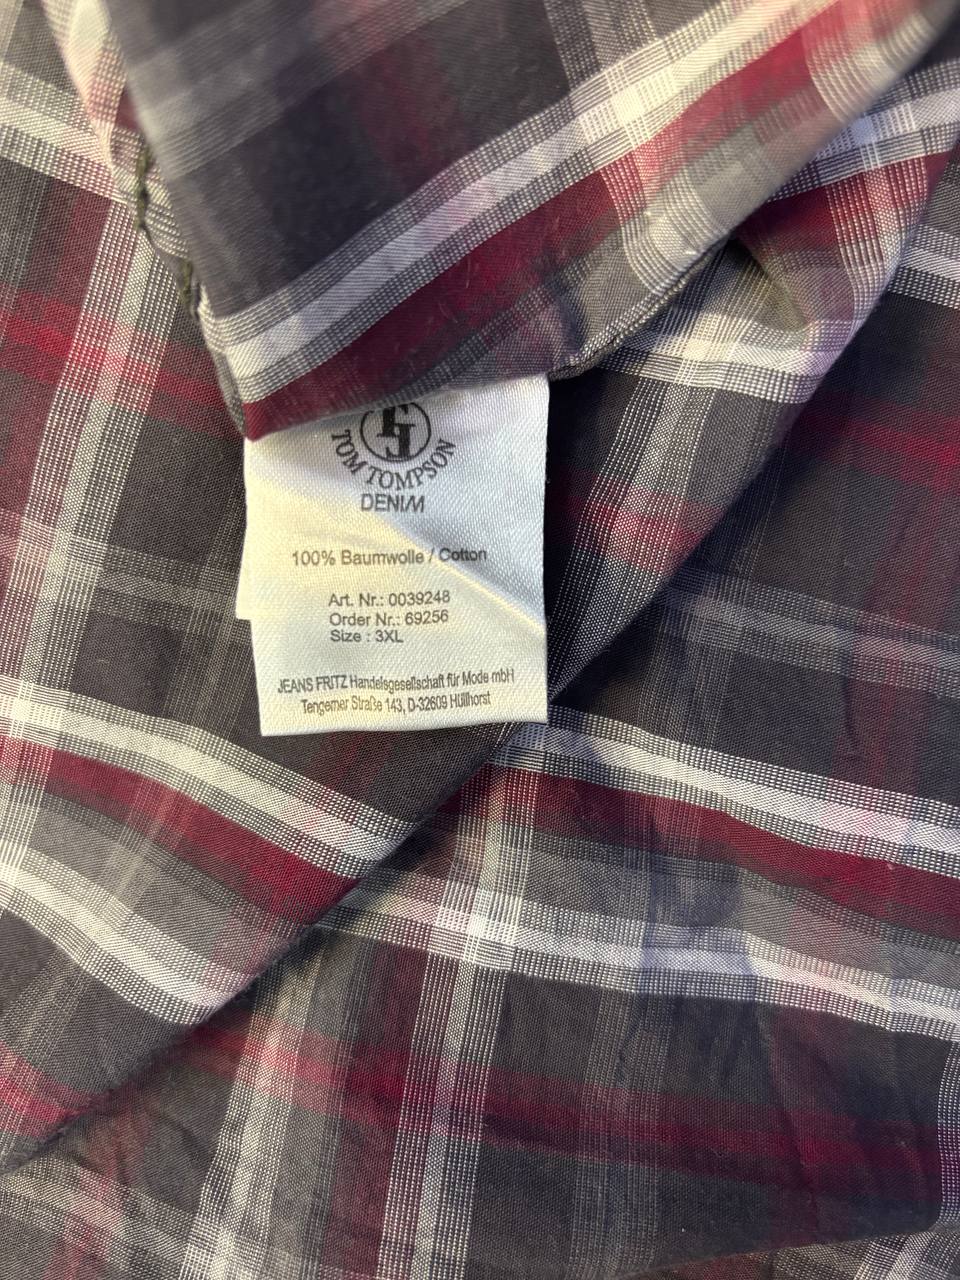 TJ
TOM TOMPSON
DENIM
100% Baumwolle / Cotton
Art. Nr.: 0039248
Order Nr.: 69256
Size : 3XL
JEANS FRITZ Handelsgesellschaft für Mode mbH
Tengerner Straße 143, D-32609 Hüllhorst